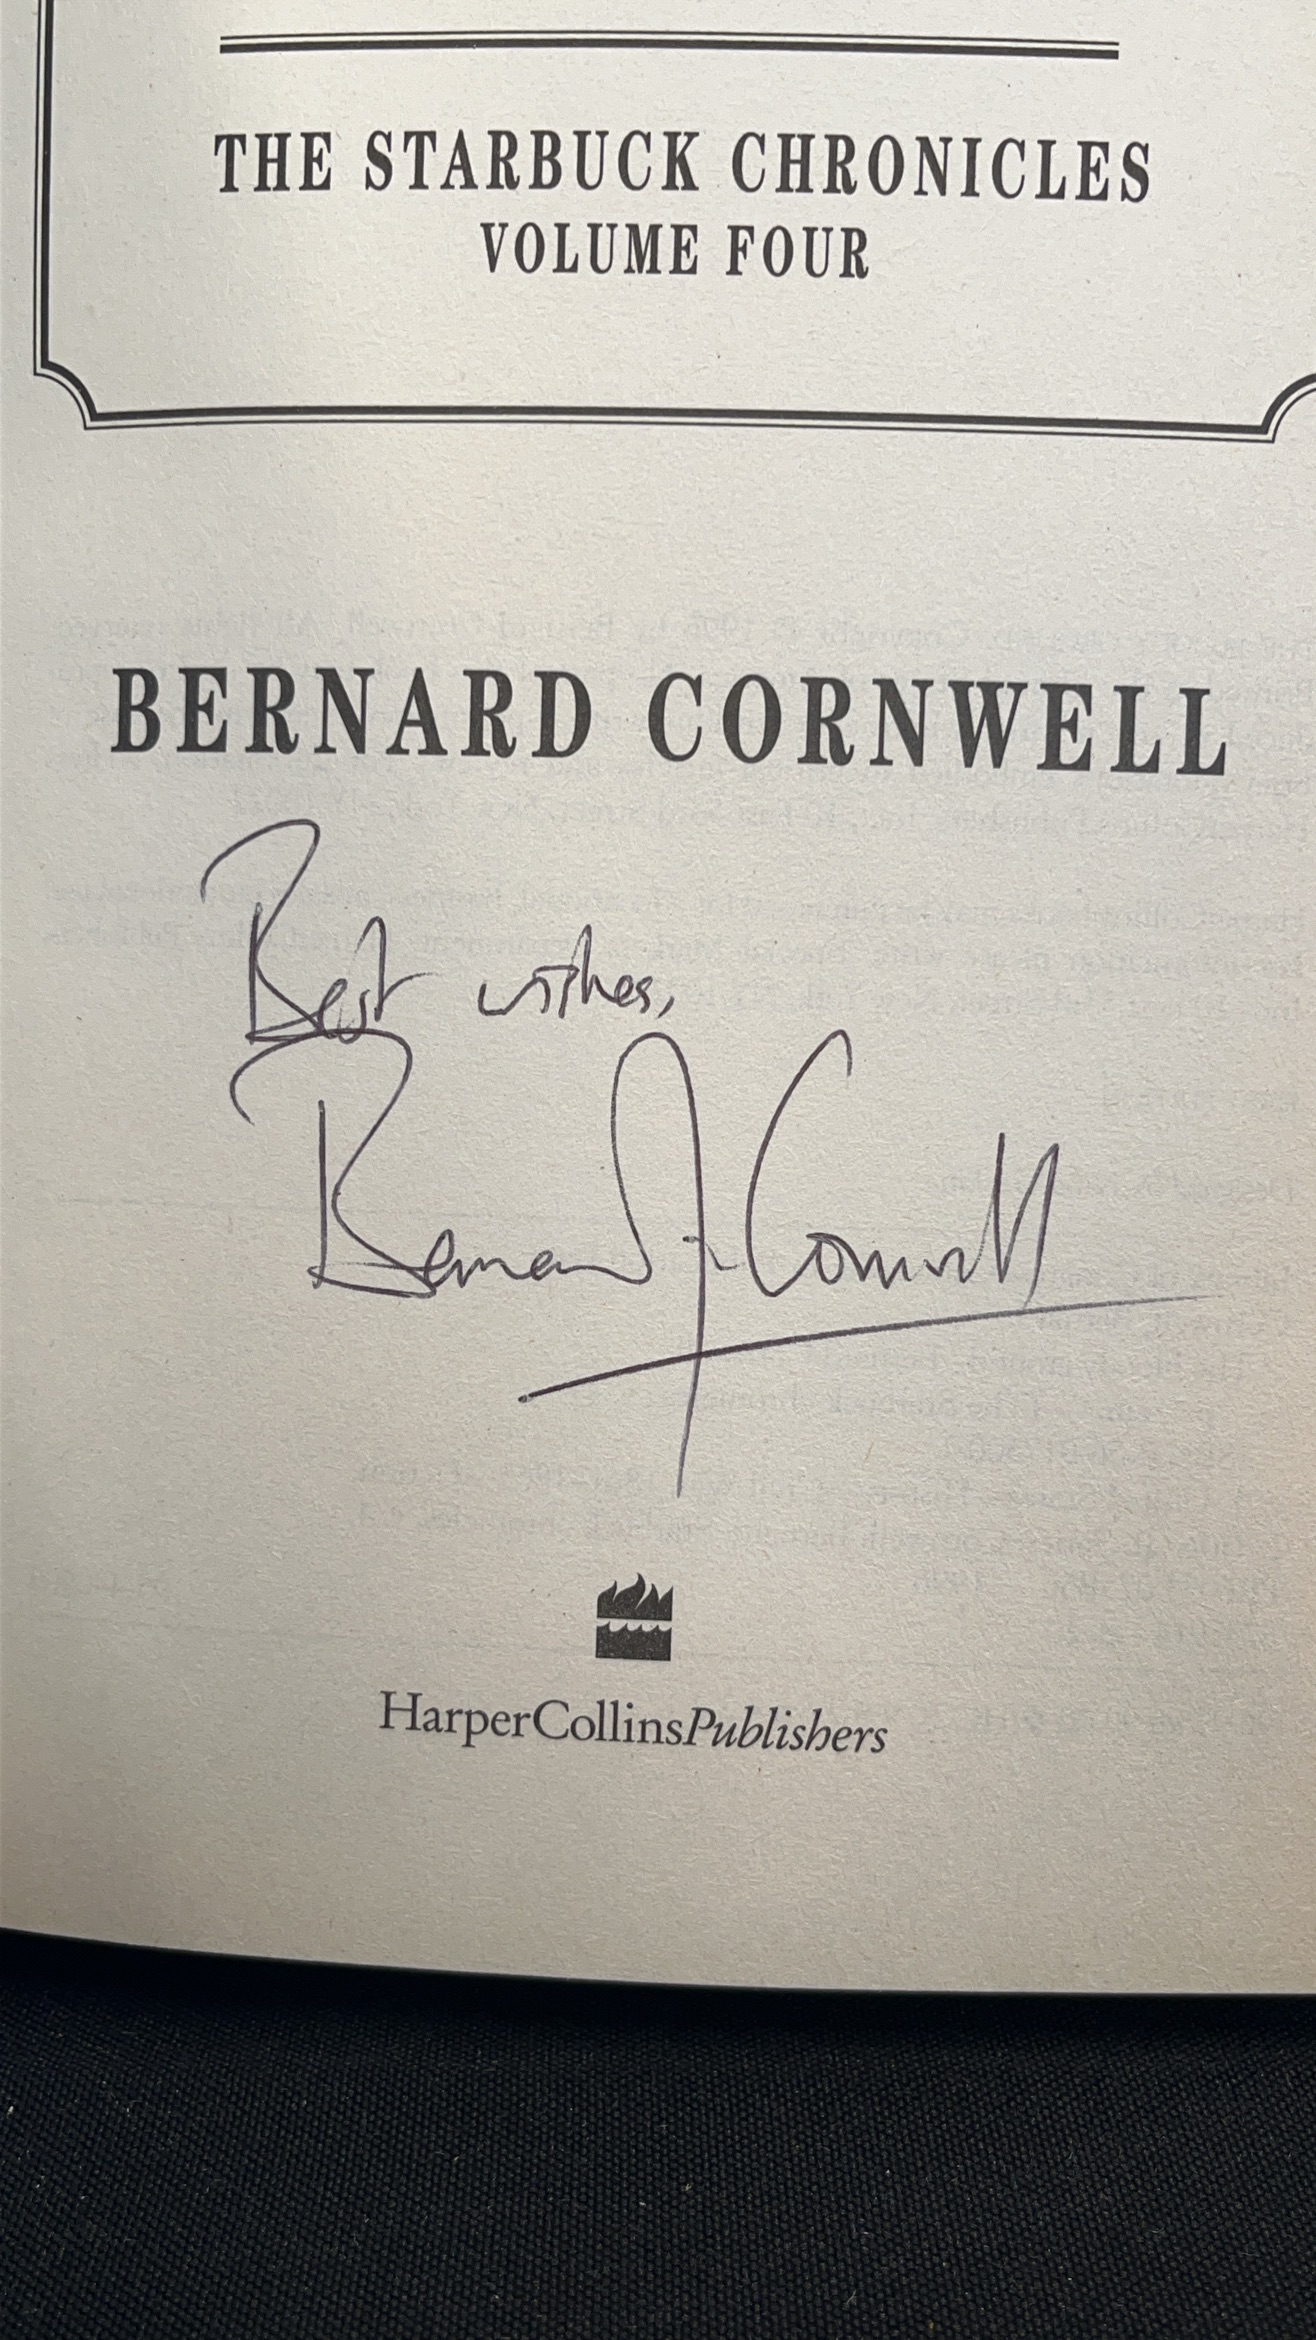 THE STARBUCK CHRONICLES
VOLUME FOUR
BERNARD CORNWELL
Best wishes,
Bernard Cornwell
HarperCollinsPublishers